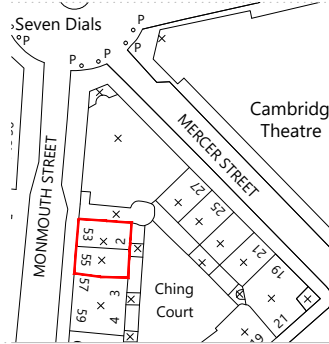 Seven Dials
P
P
P
P
P
Cambridg
Theatre
MERCER STREET
MONMOUTH STREET
27
25
21
19
53
2
55
57
3
59
4
Ching
Court
19
21